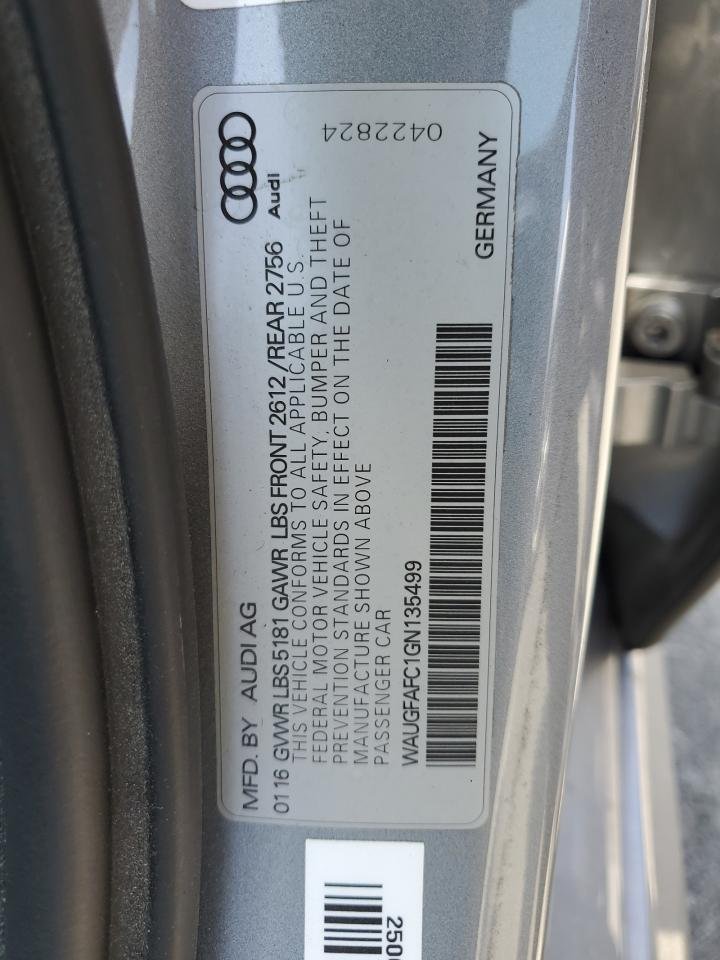 MFD. BY AUDI AG
Audi
0116 GVWR LBS 5181 GAWR LBS FRONT 2612 /REAR 2756
THIS VEHICLE CONFORMS TO ALL APPLICABLE U.S.
FEDERAL MOTOR VEHICLE SAFETY, BUMPER AND THEFT
PREVENTION STANDARDS IN EFFECT ON THE DATE OF
MANUFACTURE SHOWN ABOVE
PASSENGER CAR
WAUGFAFC1GN135499
GERMANY
0422824